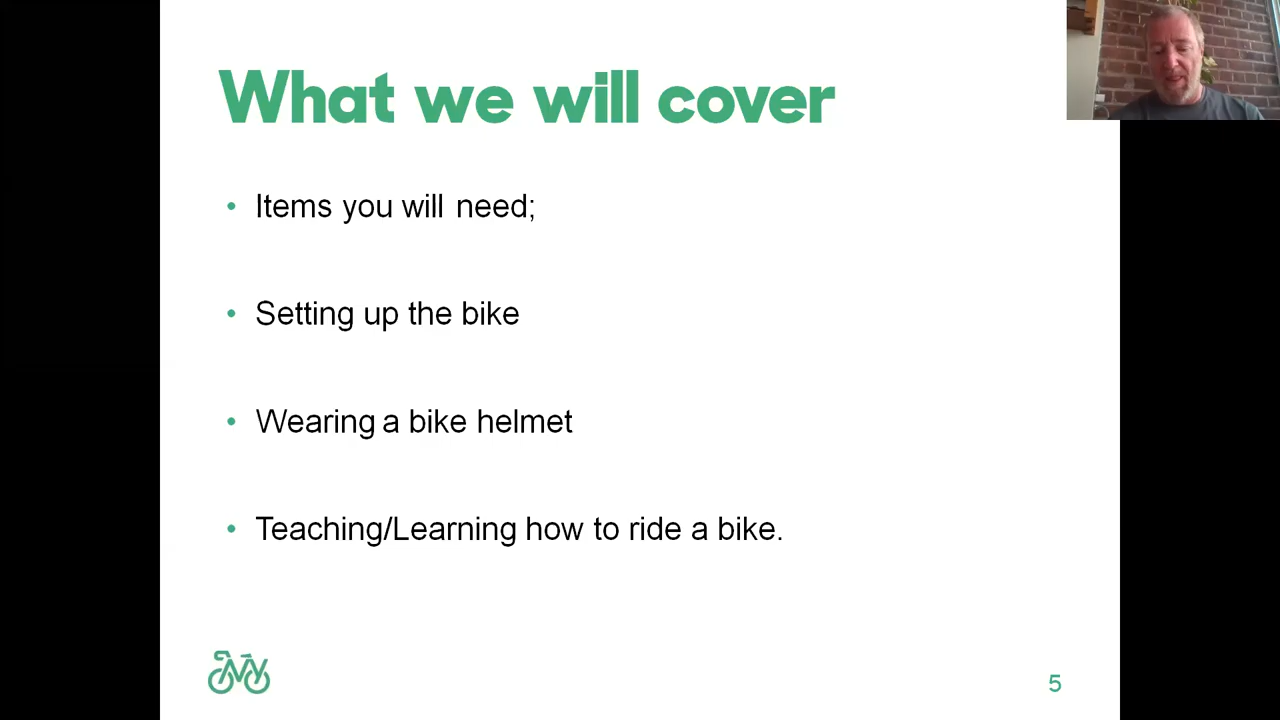 What we will cover
• Items you will need;
• Setting up the bike
• Wearing a bike helmet
• Teaching/Learning how to ride a bike.
5